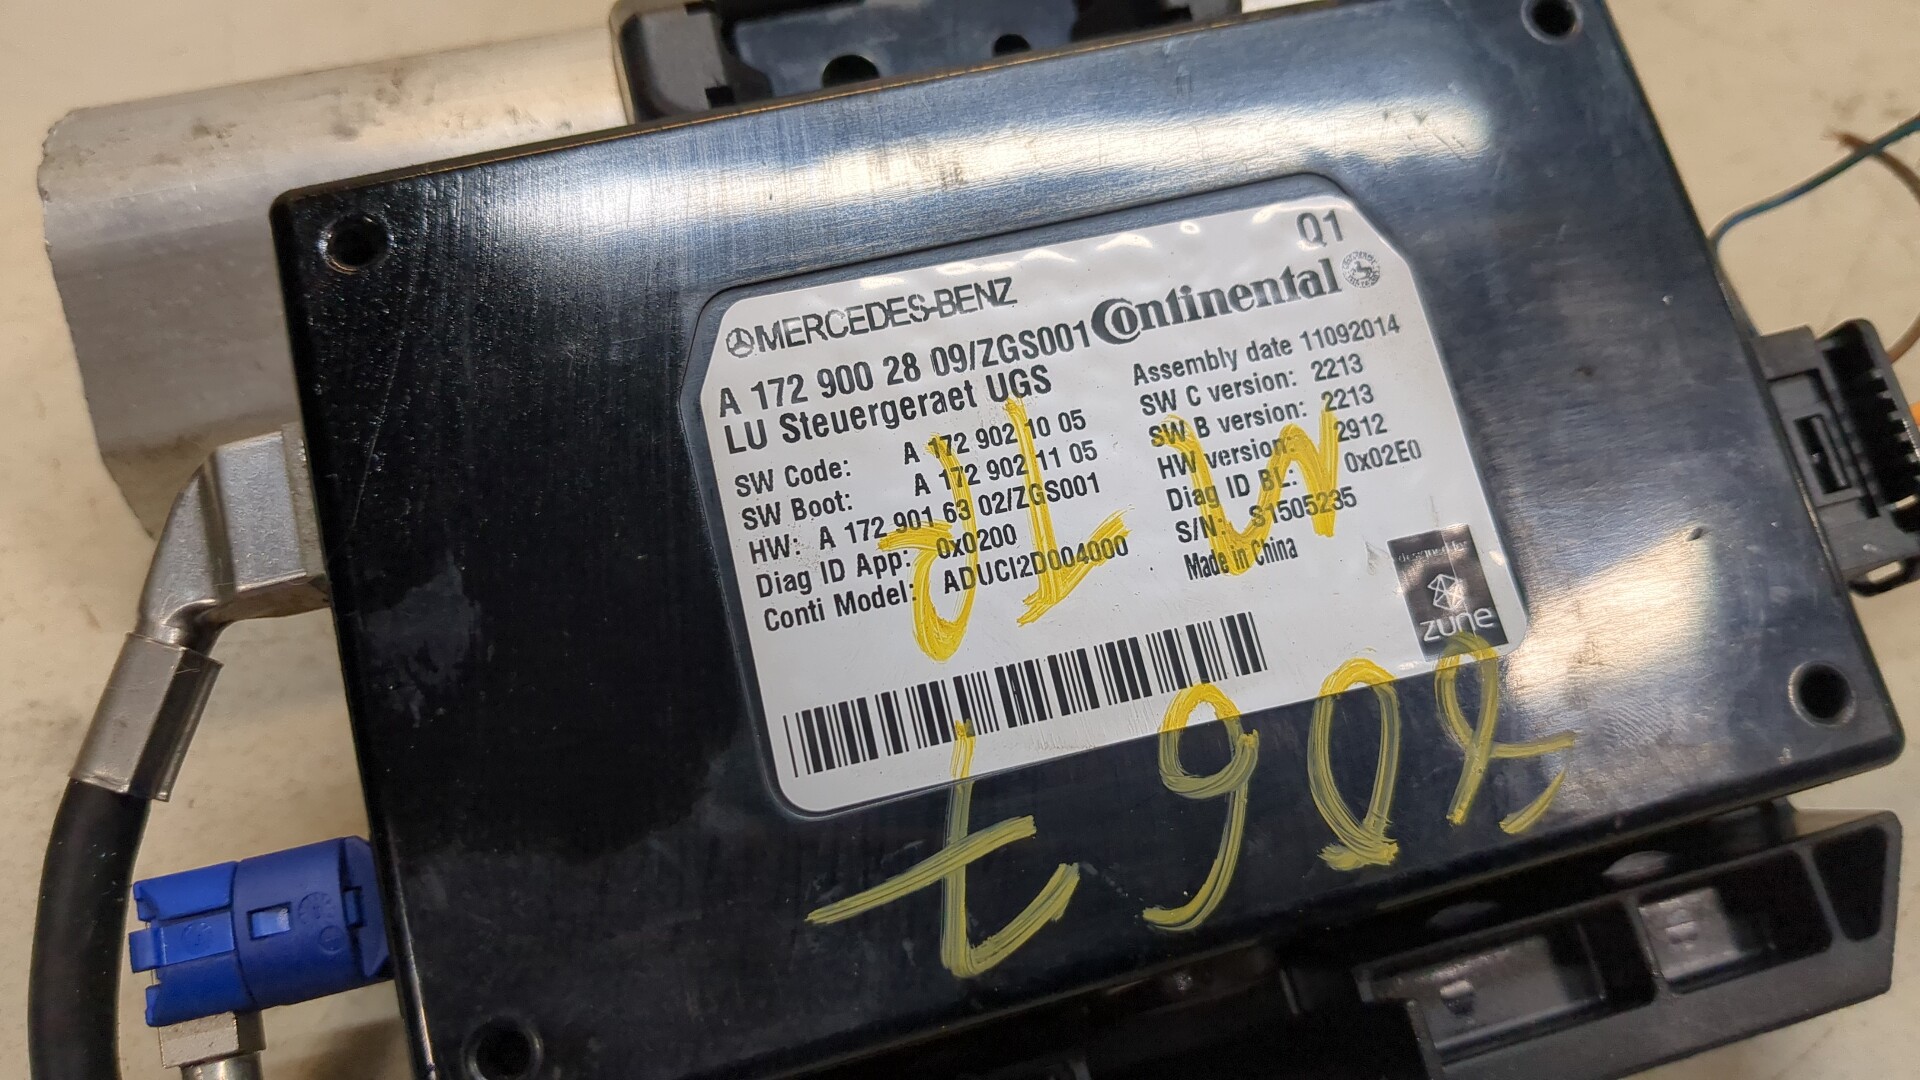 Q1
MERCEDES-BENZ
Continental
A 172 900 28 09/ZGS001
LU Steuergeraet UGS
SW Code: A 172 902 10 05
SW Boot: A 172 902 11 05
HW: A 172 901 63 02/ZGS001
Diag ID App: 0x0200
Conti Model: ADUCI2D004000
Assembly date 11092014
SW C version: 2213
SW B version: 2213
HW version: 2912
Diag ID BL: 0x02E0
S/N: S1505235
Made in China
designed for
zune